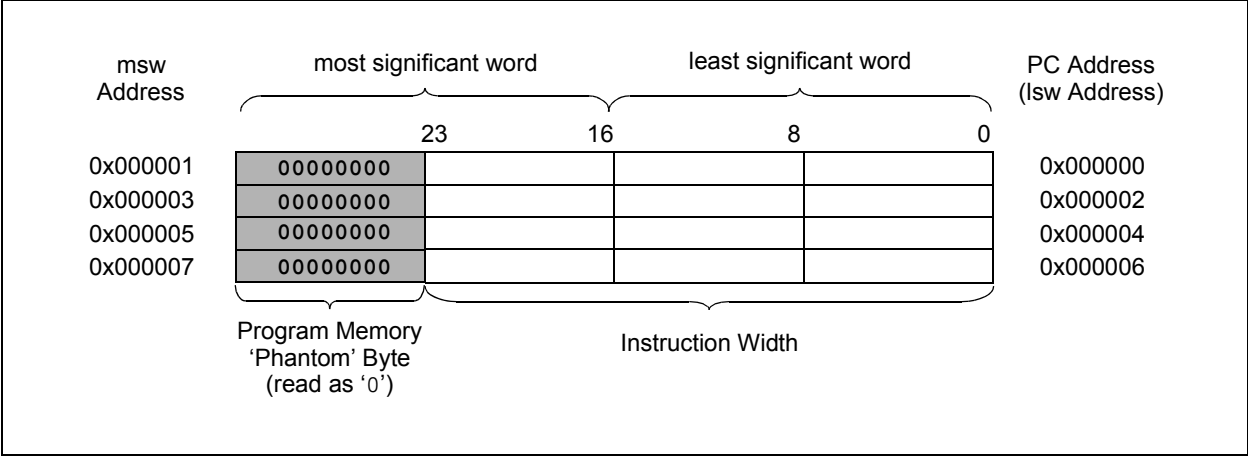 msw
Address
most significant word
least significant word
PC Address
(lsw Address)
23 16 8 0
0x000001 00000000 0x000000
0x000003 00000000 0x000002
0x000005 00000000 0x000004
0x000007 00000000 0x000006
Program Memory
‘Phantom’ Byte
(read as ‘0’)
Instruction Width